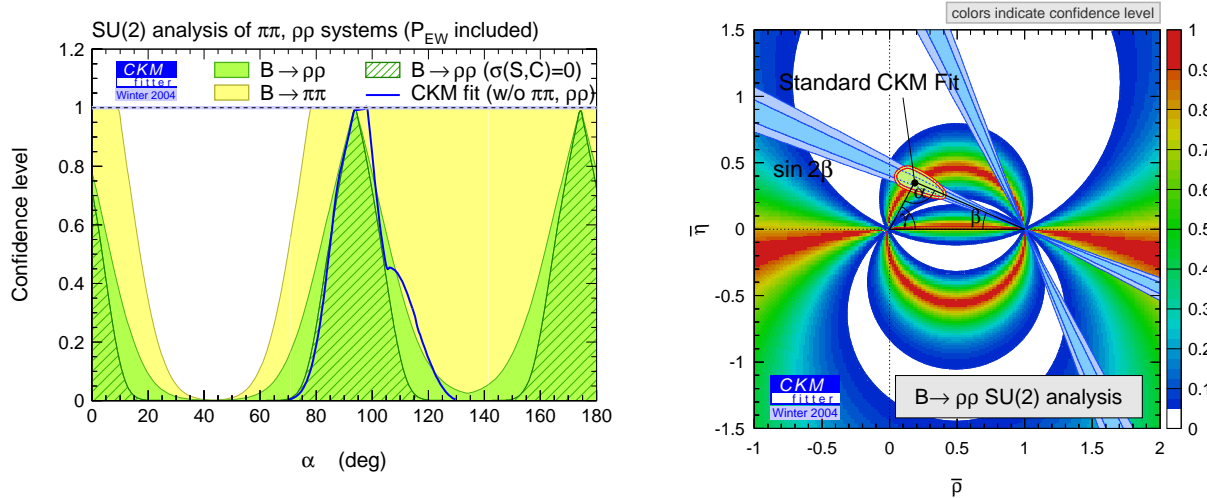 SU(2) analysis of ππ, ρρ systems (P_EW included)
CKM
fitter
Winter 2004
B→ρρ
B→ππ
B→ρρ (σ(S,C)=0)
CKM fit (w/o ππ, ρρ)
Confidence level
1.2
1
0.8
0.6
0.4
0.2
0
0 20 40 60 80 100 120 140 160 180
α (deg)
colors indicate confidence level
Standard CKM Fit
sin 2β
α
γ
β
η̄
1.5
1
0.5
0
-0.5
-1
-1.5
CKM
fitter
Winter 2004
B→ ρρ SU(2) analysis
-1 -0.5 0 0.5 1 1.5 2
ρ̄
1
0.9
0.8
0.7
0.6
0.5
0.4
0.3
0.2
0.1
0.05
0